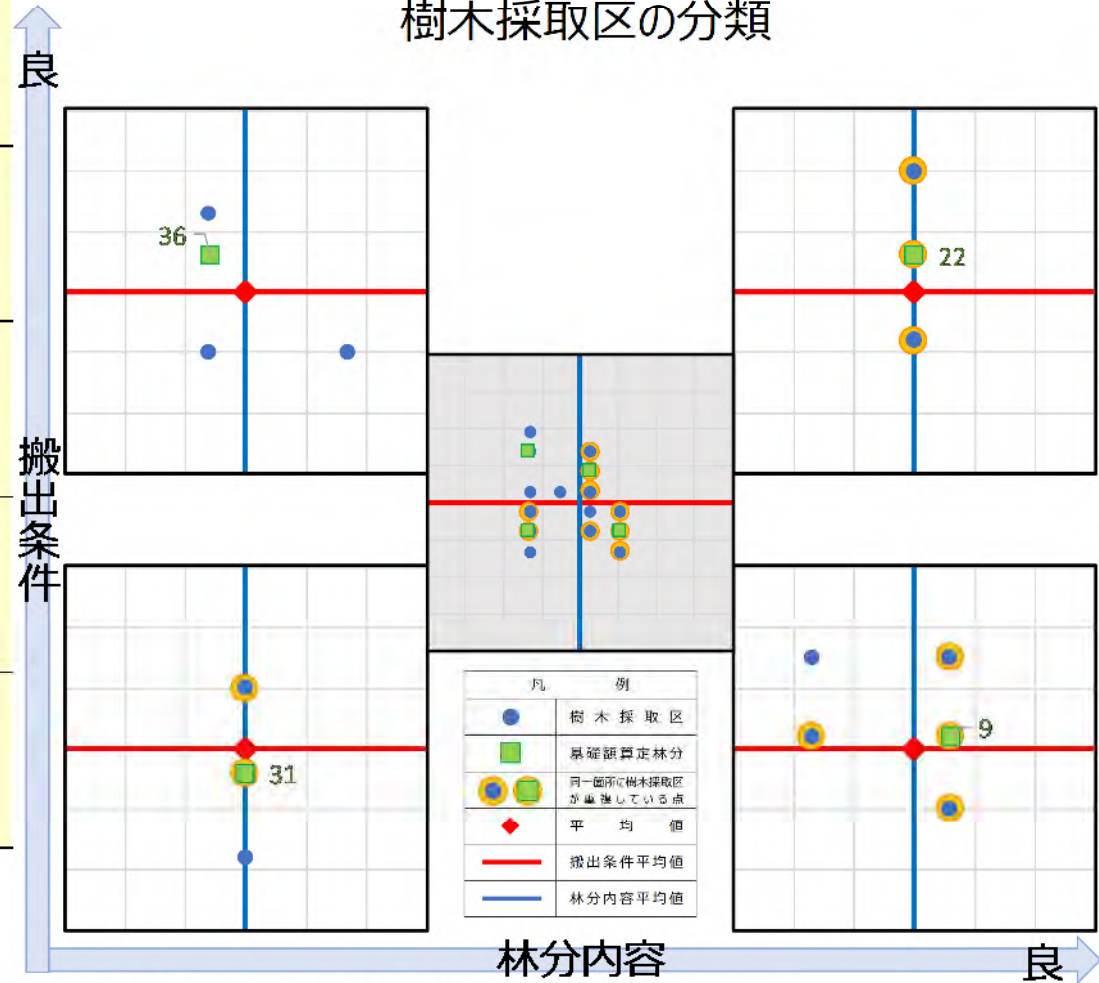 樹木採取区の分類
良
36
22
搬出条件
31
9
凡 例
樹木採取区
基礎額算定林分
同一箇所に樹木採取区
が重複している点
平均値
搬出条件平均値
林分内容平均値
林分内容
良